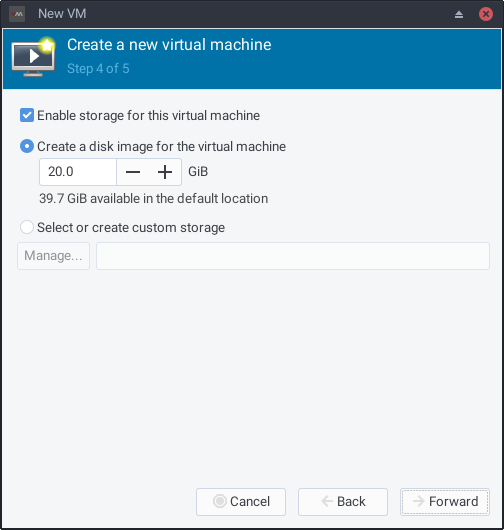 New VM
Create a new virtual machine
Step 4 of 5
Enable storage for this virtual machine
Create a disk image for the virtual machine
20.0 GiB
39.7 GiB available in the default location
Select or create custom storage
Manage...
Cancel Back Forward